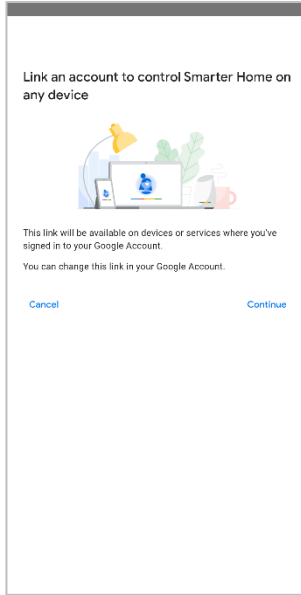 Link an account to control Smarter Home on
any device
This link will be available on devices or services where you've
signed in to your Google Account.
You can change this link in your Google Account.
Cancel
Continue